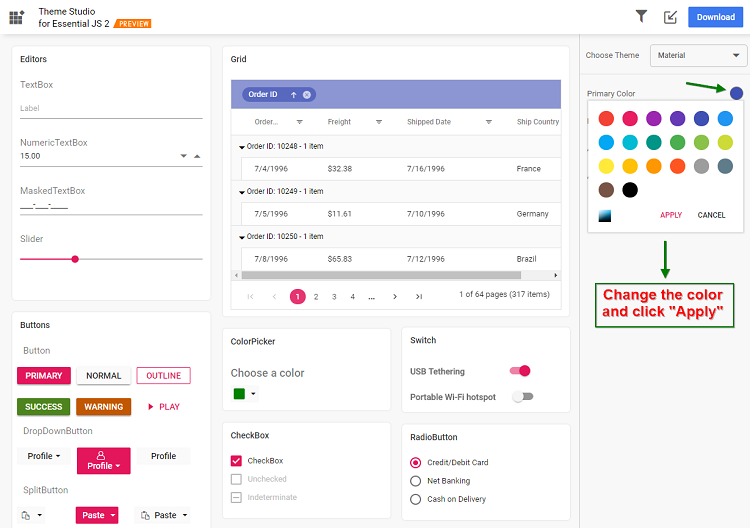 Theme Studio
for Essential JS 2 PREVIEW
Download
Editors
TextBox
Label
NumericTextBox
15.00
MaskedTextBox
___-___-____
Slider
Buttons
Button
PRIMARY NORMAL OUTLINE
SUCCESS WARNING PLAY
DropDownButton
Profile Profile Profile
SplitButton
Paste Paste
Grid
Order ID
Order... Freight Shipped Date Ship Country
Order ID: 10248 - 1 item
7/4/1996 $32.38 7/16/1996 France
Order ID: 10249 - 1 item
7/5/1996 $11.61 7/10/1996 Germany
Order ID: 10250 - 1 item
7/8/1996 $65.83 7/12/1996 Brazil
1 2 3 4 ... 1 of 64 pages (317 items)
ColorPicker
Choose a color
Switch
USB Tethering
Portable Wi-Fi hotspot
CheckBox
CheckBox
Unchecked
Indeterminate
RadioButton
Credit/Debit Card
Net Banking
Cash on Delivery
Choose Theme Material
Primary Color
APPLY CANCEL
Change the color
and click "Apply"